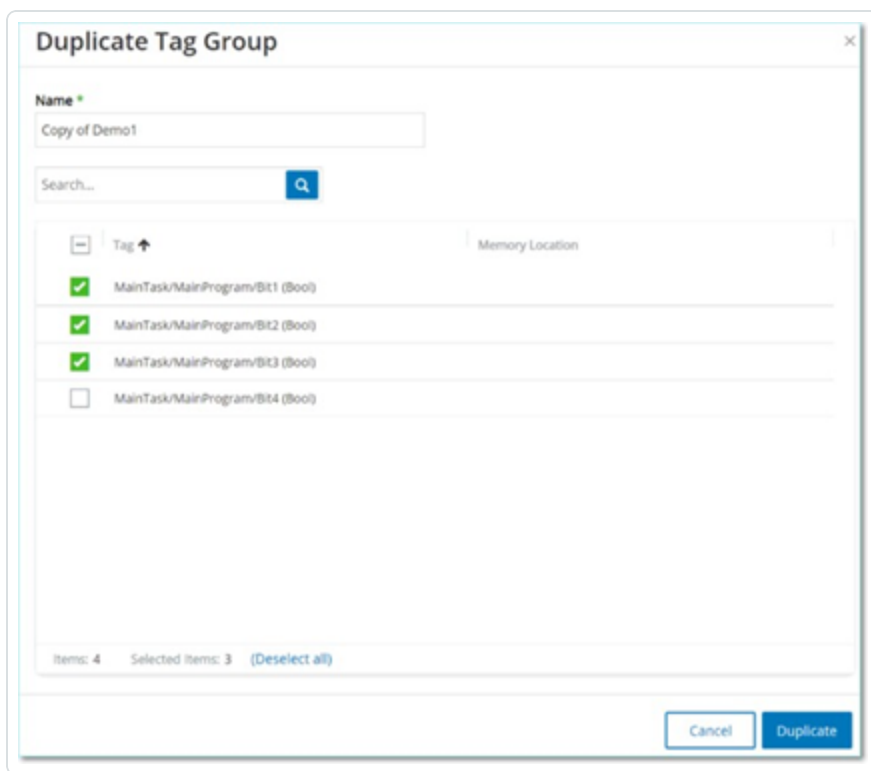 Duplicate Tag Group
Name *
Copy of Demo1
Search...
Tag Memory Location
MainTask/MainProgram/Bit1 (Bool)
MainTask/MainProgram/Bit2 (Bool)
MainTask/MainProgram/Bit3 (Bool)
MainTask/MainProgram/Bit4 (Bool)
Items: 4 Selected Items: 3 (Deselect all)
Cancel Duplicate